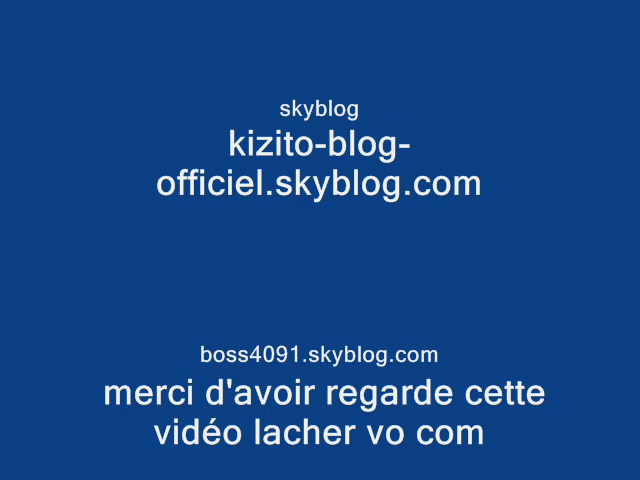 skyblog
kizito-blog-
officiel.skyblog.com
boss4091.skyblog.com
merci d'avoir regarde cette
vidéo lacher vo com